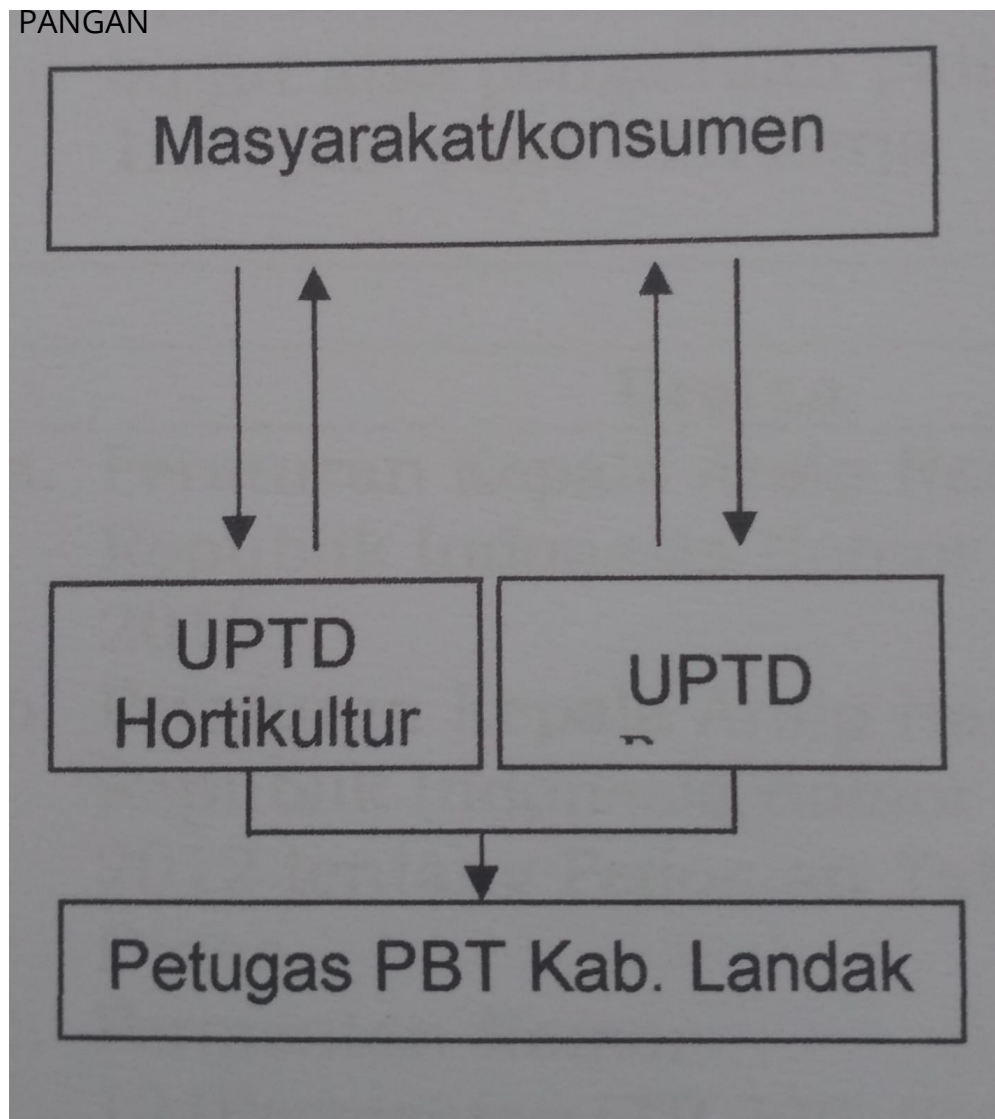 PANGAN
Masyarakat/konsumen
UPTD
Hortikultur
UPTD
Petugas PBT Kab. Landak